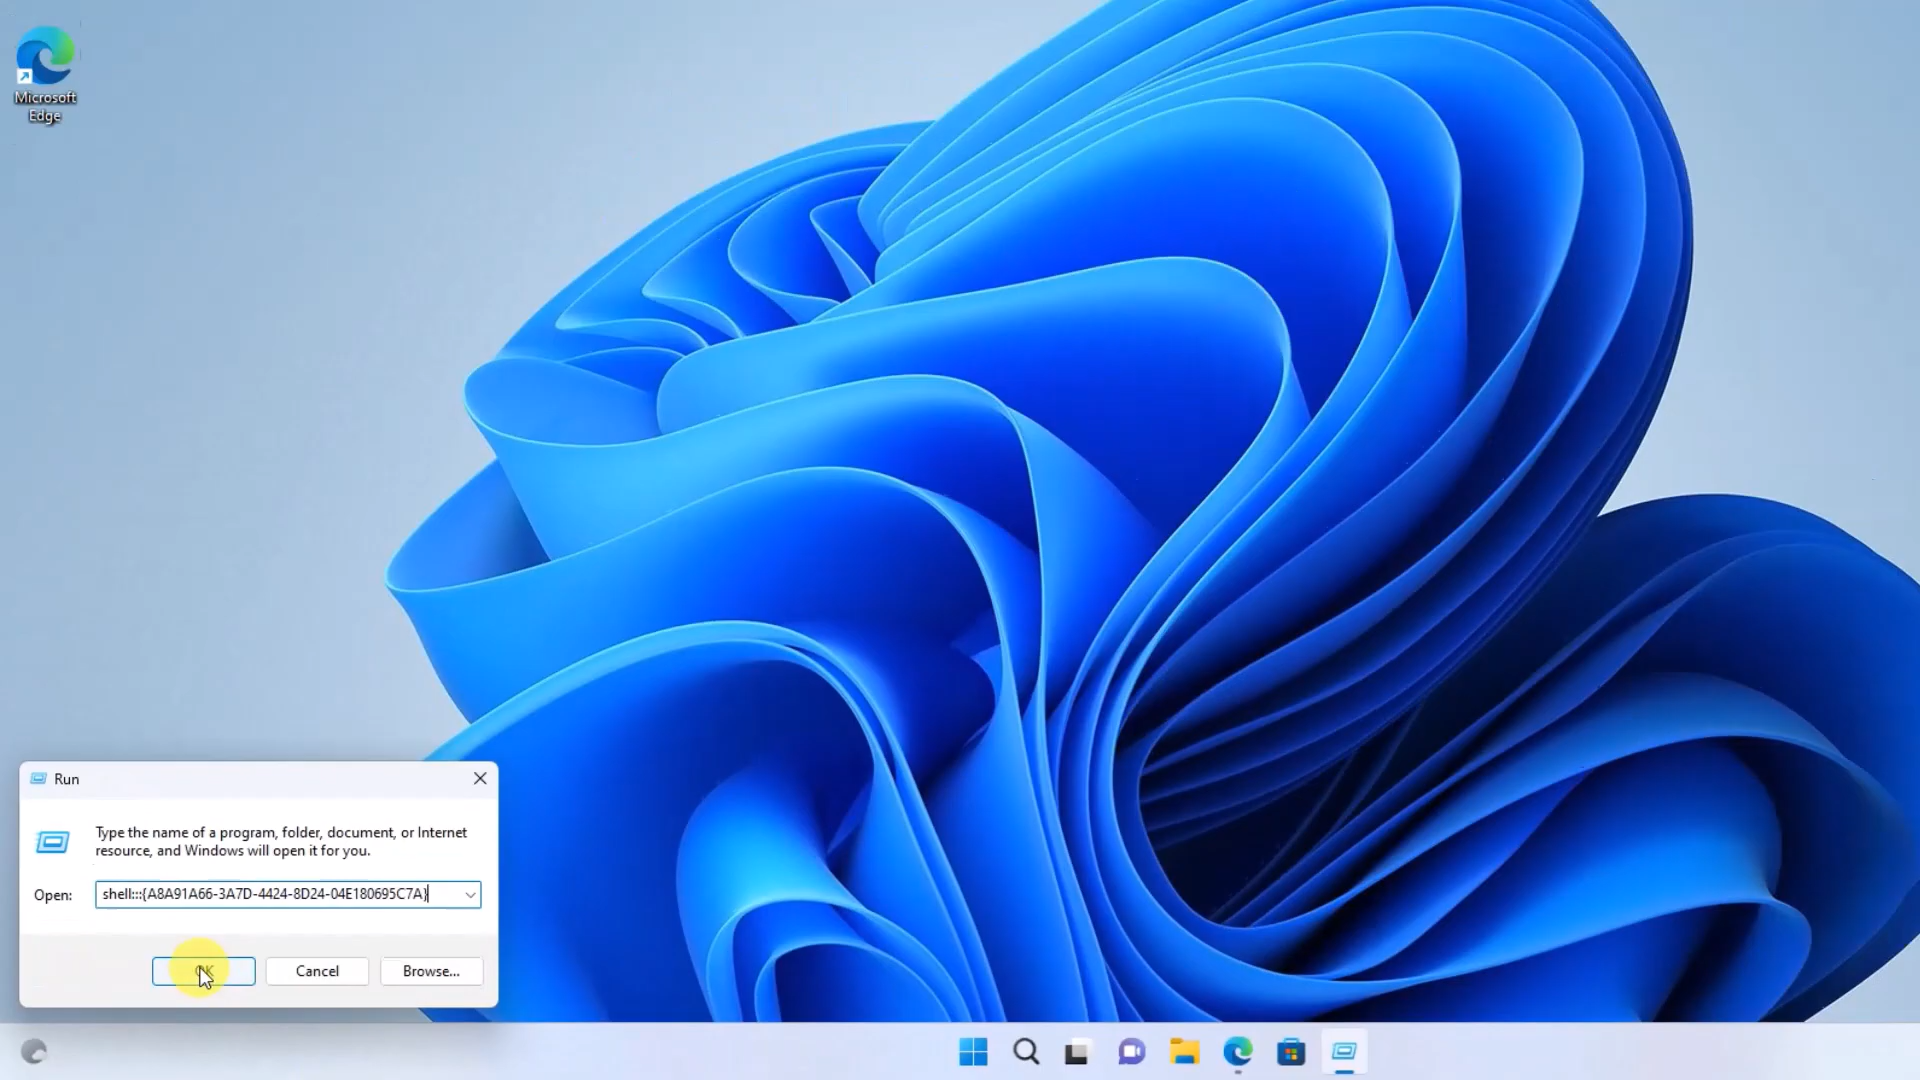 Microsoft
Edge
Run
Type the name of a program, folder, document, or Internet
resource, and Windows will open it for you.
Open:
shell:::{A8A91A66-3A7D-4424-8D24-04E180695C7A}
OK
Cancel
Browse...